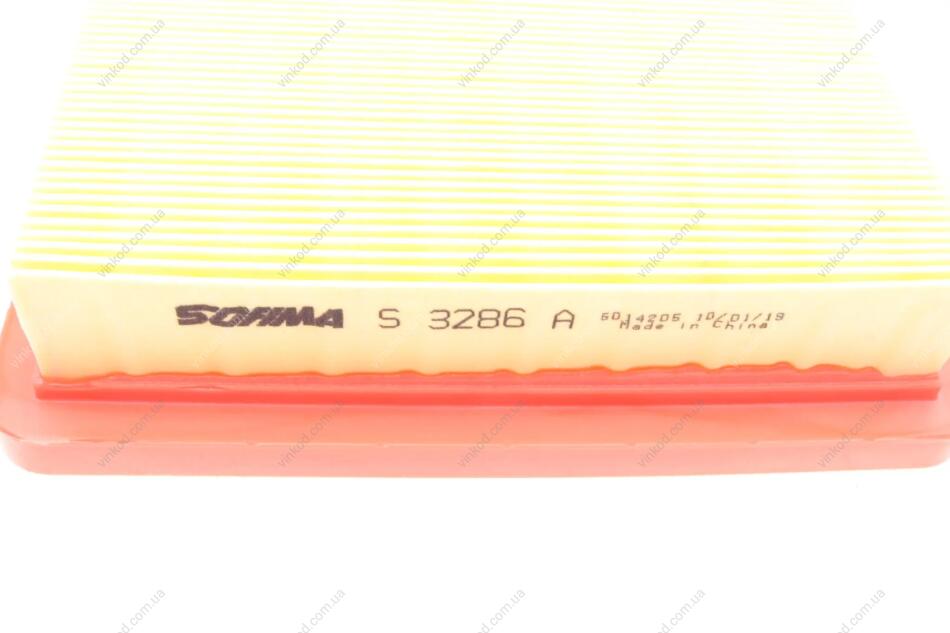 SOFIMA S 3286 A 5014205 10/01/19
Made in China
vinkod.com.ua